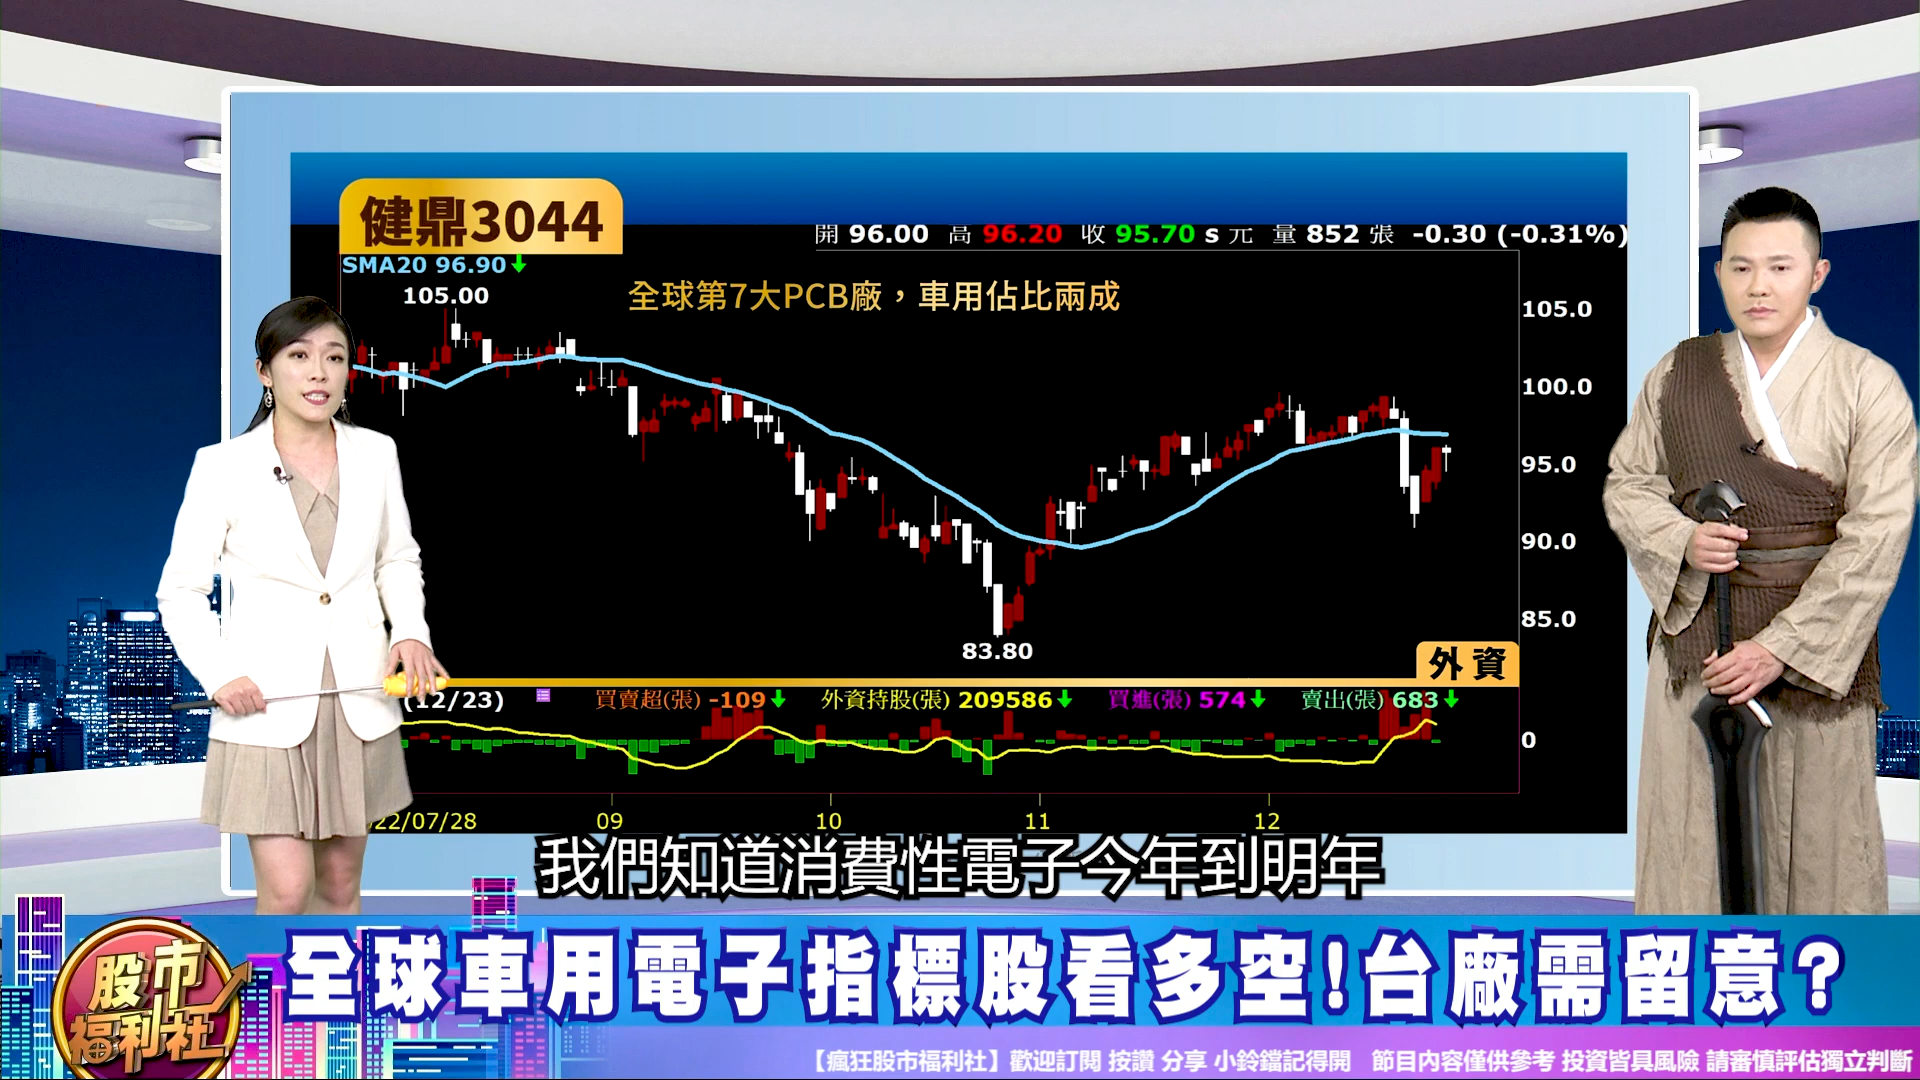 健鼎3044
開 96.00 高 96.20 收 95.70 s 元 量 852 張 -0.30 (-0.31%)
SMA20 96.90
105.00
全球第7大PCB廠，車用佔比兩成
105.0
100.0
95.0
90.0
85.0
83.80
外資
(12/23) 買賣超(張) -109 外資持股(張) 209586 買進(張) 574 賣出(張) 683
0
22/07/28 09 10 11 12
我們知道消費性電子今年到明年
股市福利社
全球車用電子指標股看多空!台廠需留意?
【瘋狂股市福利社】歡迎訂閱 按讚 分享 小鈴鐺記得開 節目內容僅供參考 投資皆具風險 請審慎評估獨立判斷